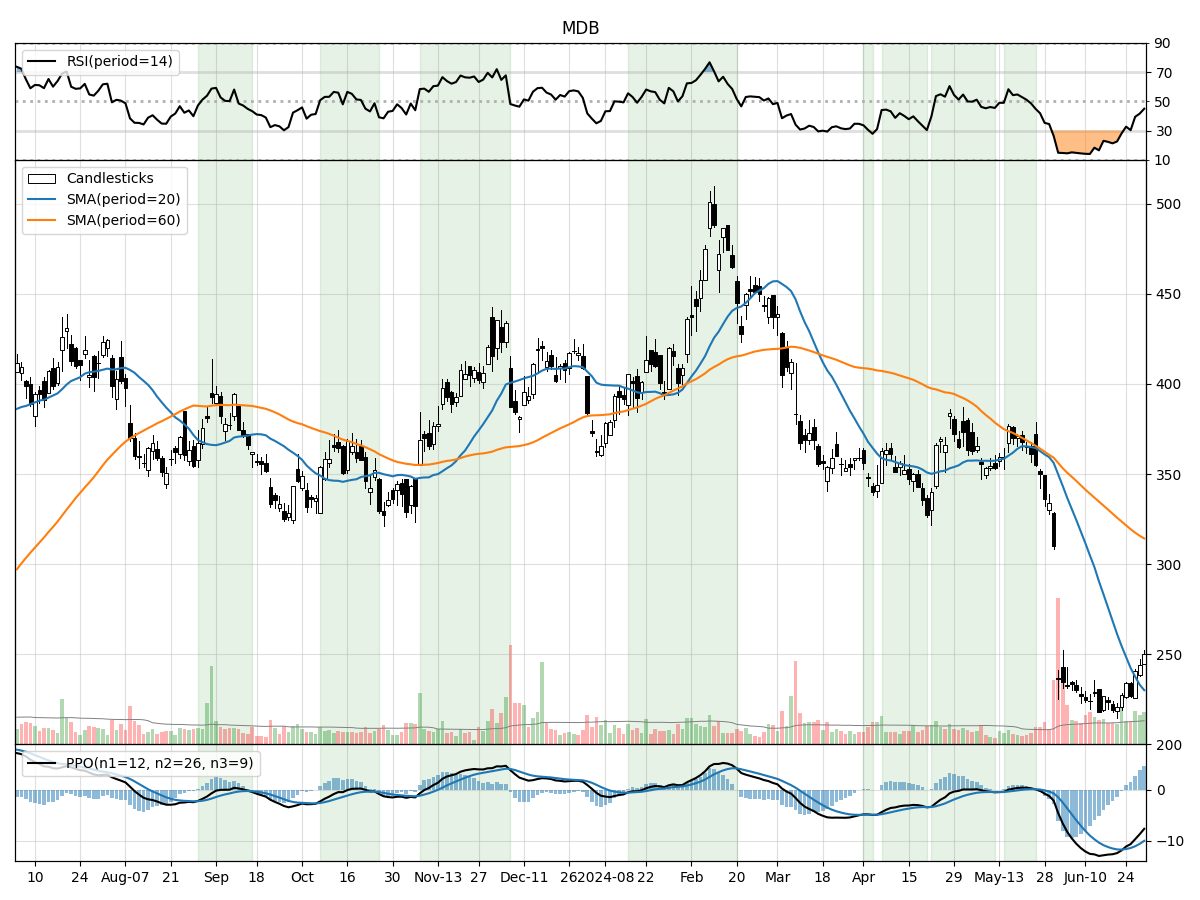 MDB
RSI(period=14)
90
70
50
30
10
Candlesticks
SMA(period=20)
SMA(period=60)
500
450
400
350
300
250
200
PPO(n1=12, n2=26, n3=9)
0
−10
10 24 Aug-07 21 Sep 18 Oct 16 30 Nov-13 27 Dec-11 26 2024-08 22 Feb 20 Mar 18 Apr 15 29 May-13 28 Jun-10 24